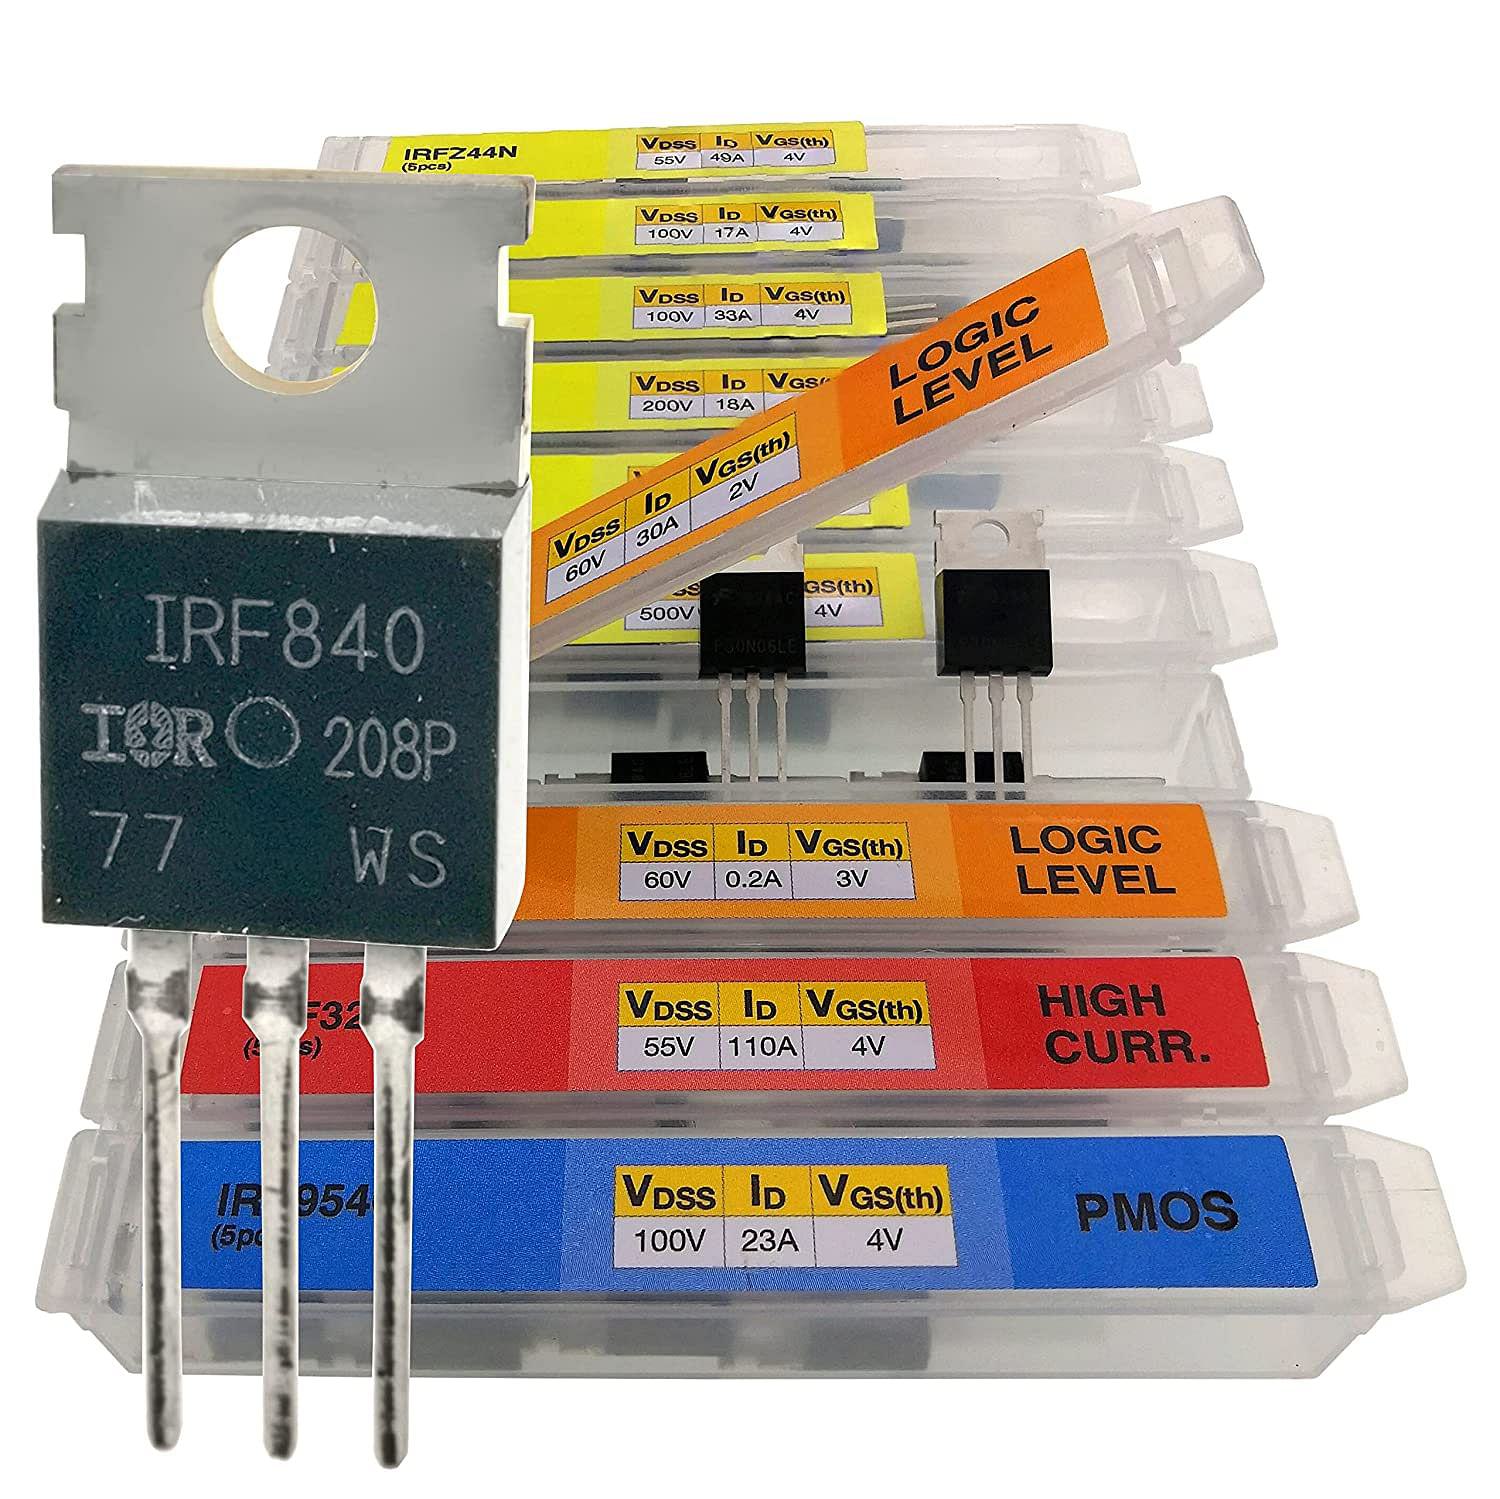 IRFZ44N
(5pcs)
VDSS ID VGS(th)
55V 49A 4V
VDSS ID VGS(th)
100V 17A 4V
VDSS ID VGS(th)
100V 33A 4V
VDSS ID
200V 18A
LOGIC
LEVEL
VDSS ID VGS(th)
60V 30A 2V
GS(th)
500V 4V
IRF840
IOR 208P
77 WS
VDSS ID VGS(th)
60V 0.2A 3V
LOGIC
LEVEL
VDSS ID VGS(th)
55V 110A 4V
HIGH
CURR.
VDSS ID VGS(th)
100V 23A 4V
PMOS